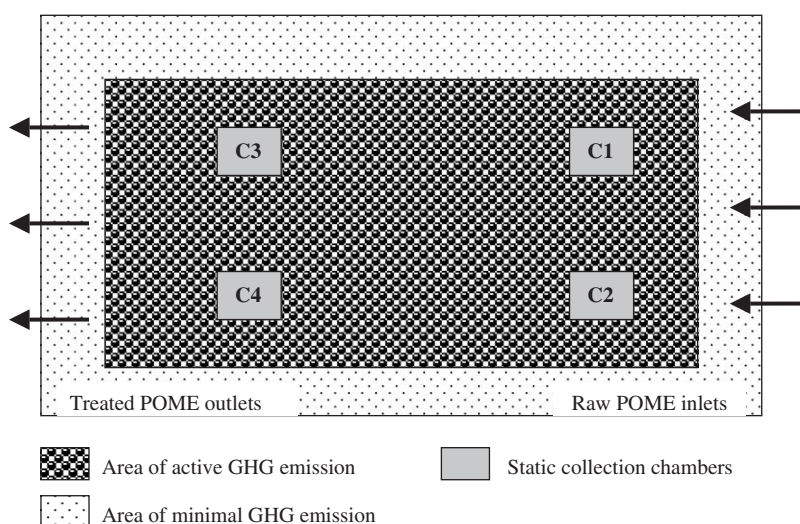 C3 C1
C4 C2
Treated POME outlets Raw POME inlets
Area of active GHG emission Static collection chambers
Area of minimal GHG emission